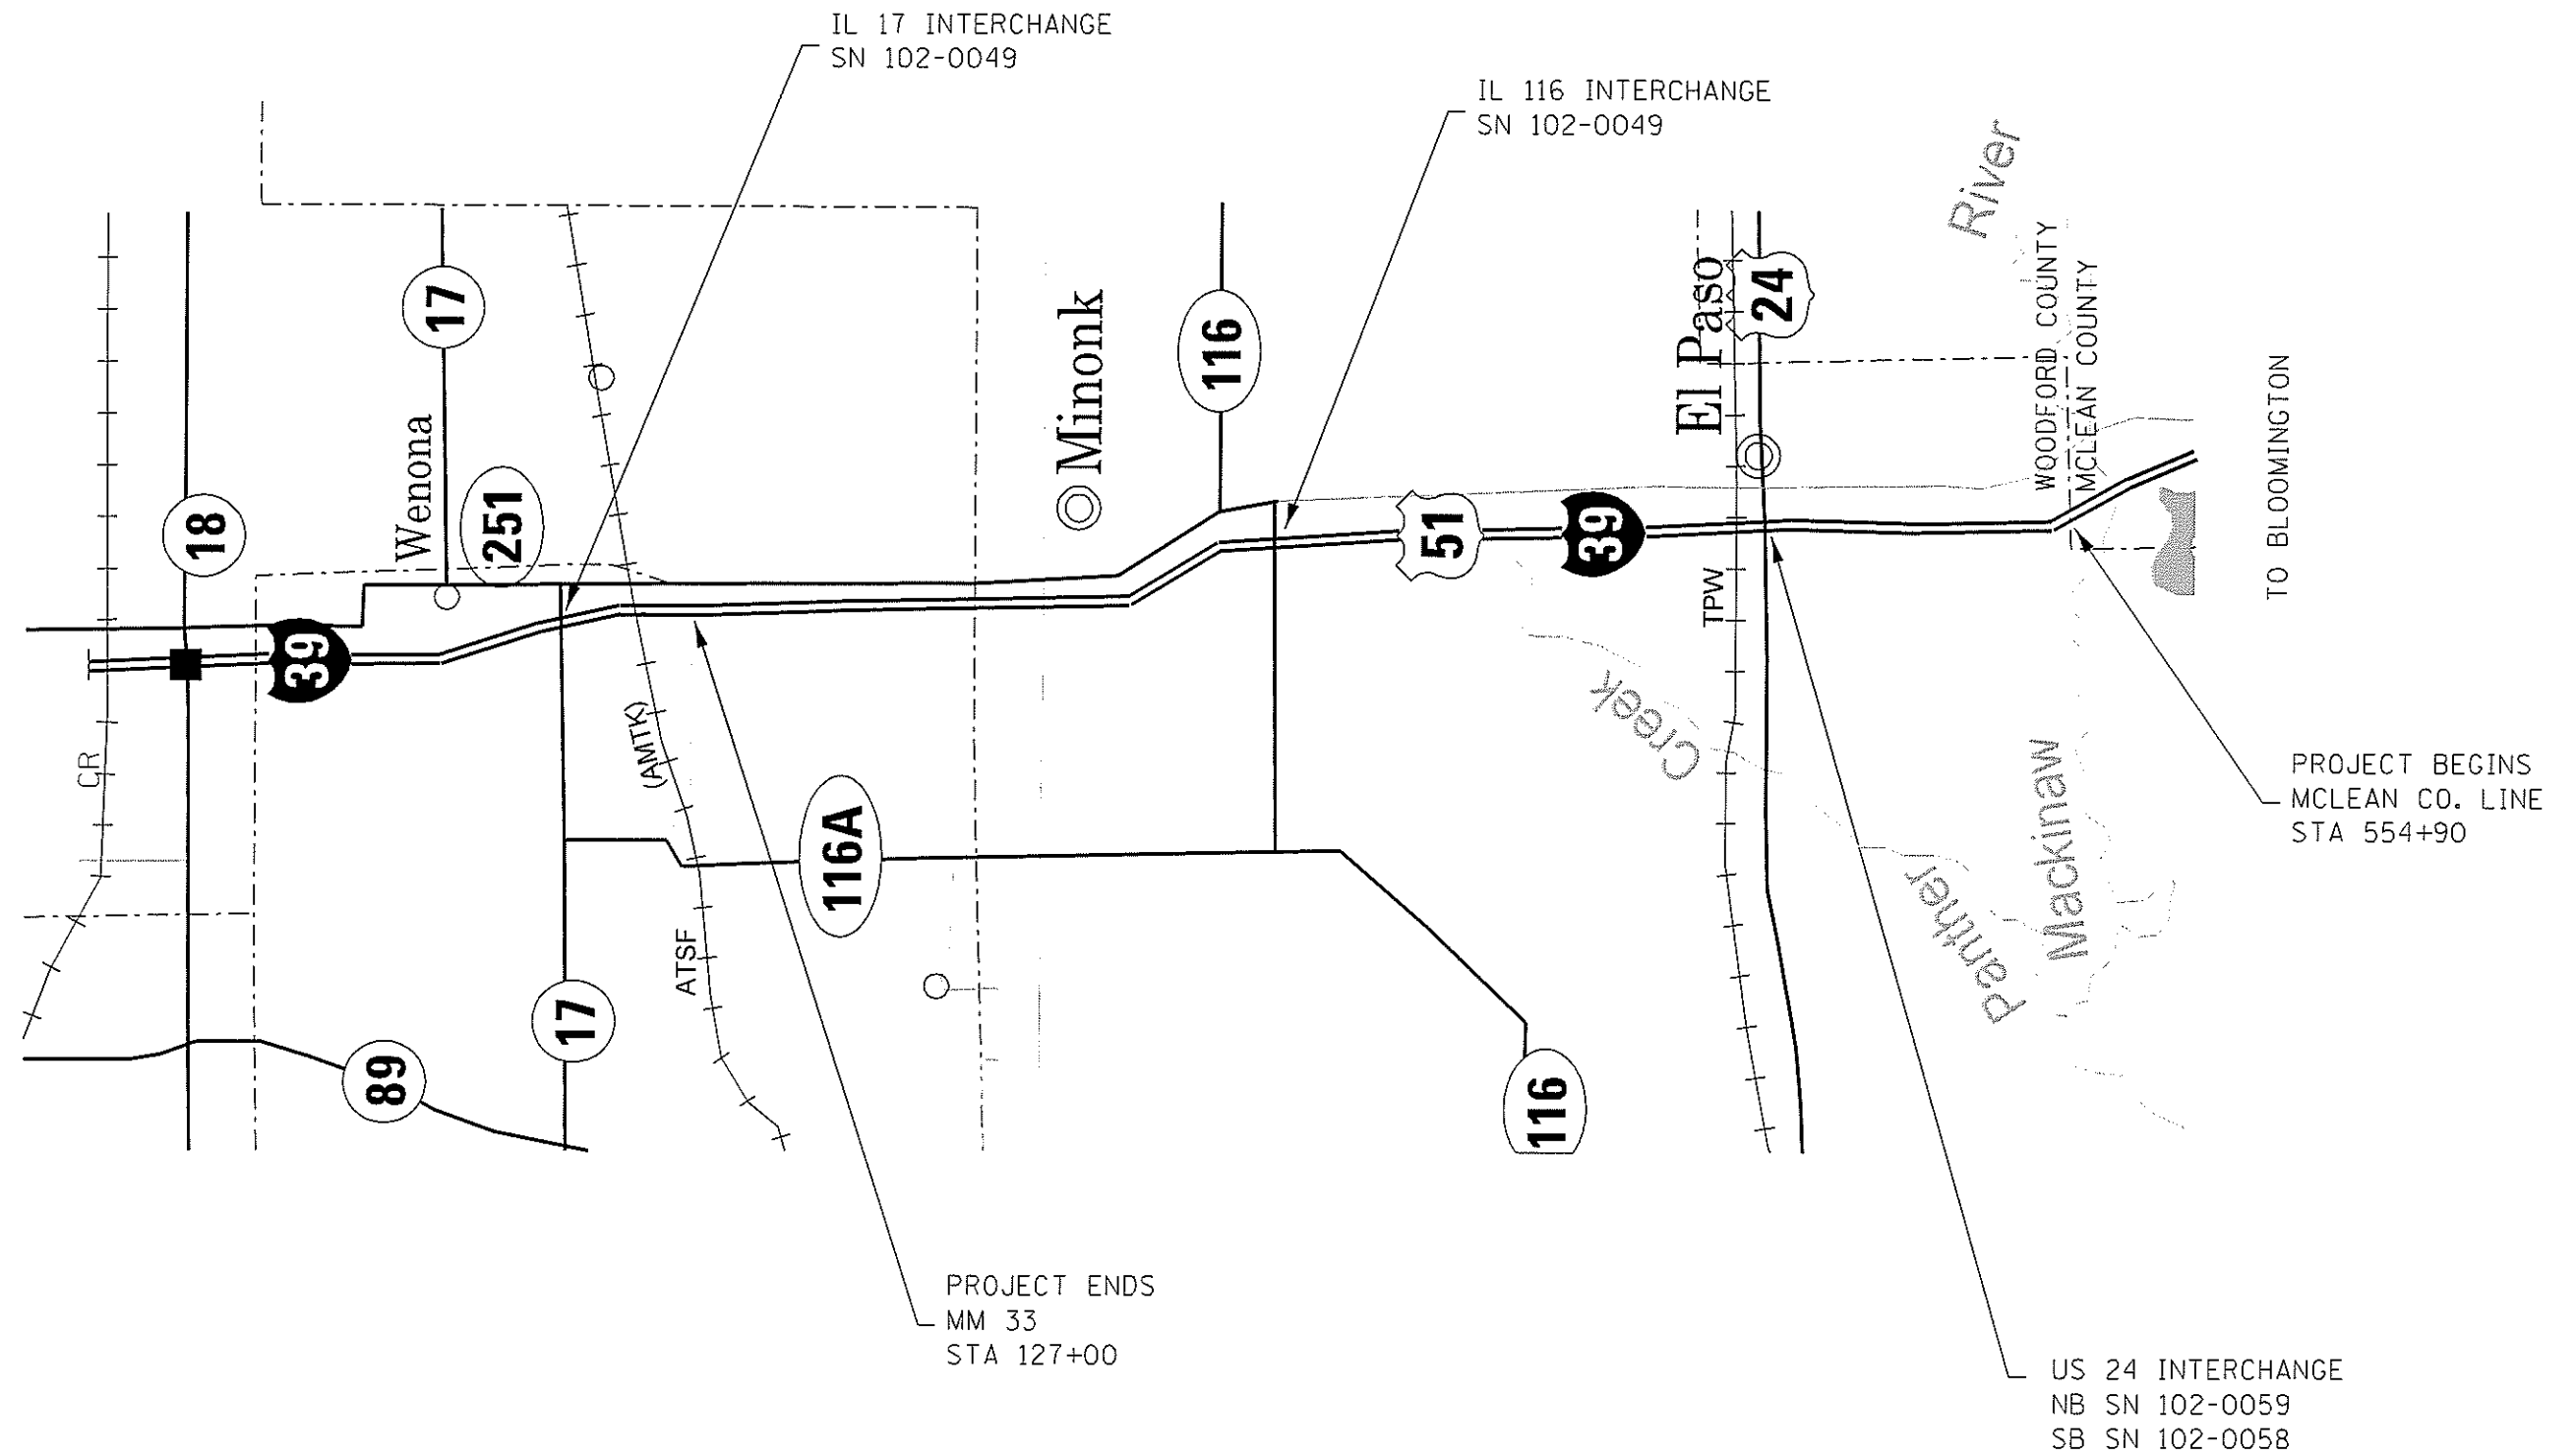 IL 17 INTERCHANGE
SN 102-0049
IL 116 INTERCHANGE
SN 102-0049
River
17
116
24
El Paso
Minonk
WOODFORD COUNTY
MCLEAN COUNTY
TO BLOOMINGTON
Wenona
18
251
51
39
TPW
39
CR
(AMTK)
Creek
PROJECT BEGINS
MCLEAN CO. LINE
STA 554+90
116A
Mackinaw
Panther
ATSF
17
89
116
PROJECT ENDS
MM 33
STA 127+00
US 24 INTERCHANGE
NB SN 102-0059
SB SN 102-0058